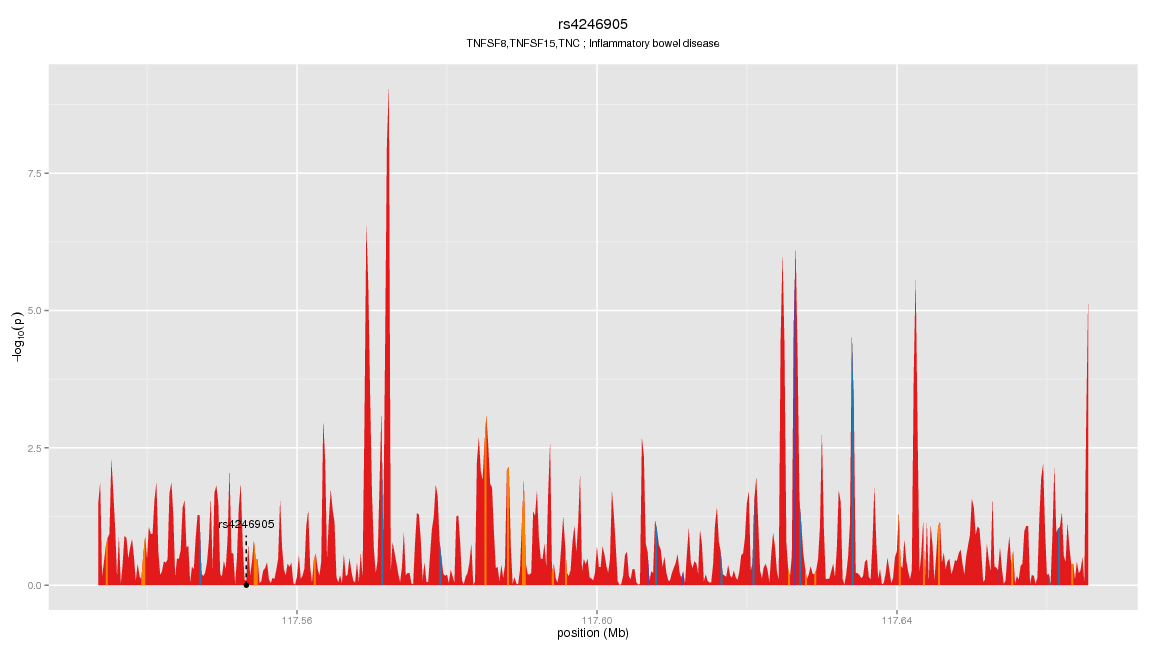 rs4246905
TNFSF8,TNFSF15,TNC ; Inflammatory bowel disease
7.5
5.0
2.5
0.0
−log10(p)
rs4246905
117.56
117.60
117.64
position (Mb)